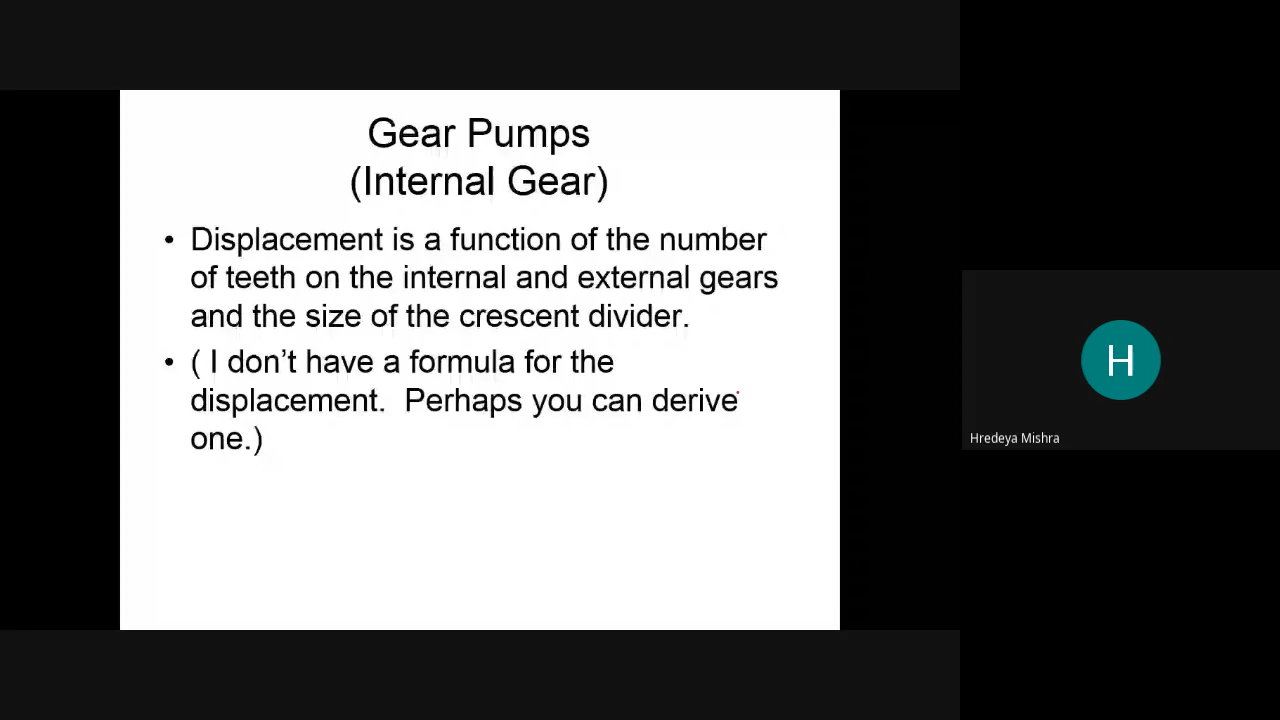 Gear Pumps
(Internal Gear)
• Displacement is a function of the number
of teeth on the internal and external gears
and the size of the crescent divider.
• ( I don’t have a formula for the
displacement.  Perhaps you can derive
one.)
H
Hredeya Mishra